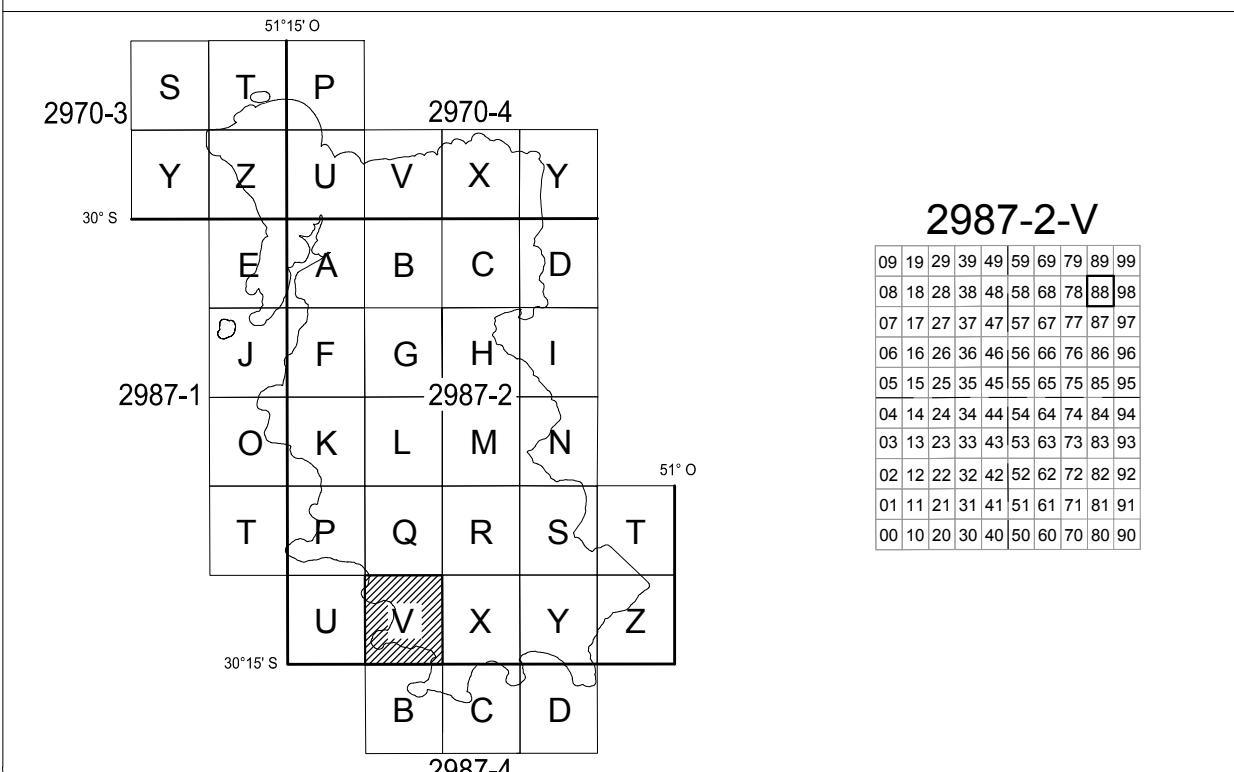 51°15' O
S T P
2970-3 2970-4
Y Z U V X Y
30° S
E A B C D
J F G H I
2987-1 2987-2
O K L M N
51° O
T P Q R S T
U V X Y Z
30°15' S
B C D
2987-4
2987-2-V
09 19 29 39 49 59 69 79 89 99
08 18 28 38 48 58 68 78 88 98
07 17 27 37 47 57 67 77 87 97
06 16 26 36 46 56 66 76 86 96
05 15 25 35 45 55 65 75 85 95
04 14 24 34 44 54 64 74 84 94
03 13 23 33 43 53 63 73 83 93
02 12 22 32 42 52 62 72 82 92
01 11 21 31 41 51 61 71 81 91
00 10 20 30 40 50 60 70 80 90